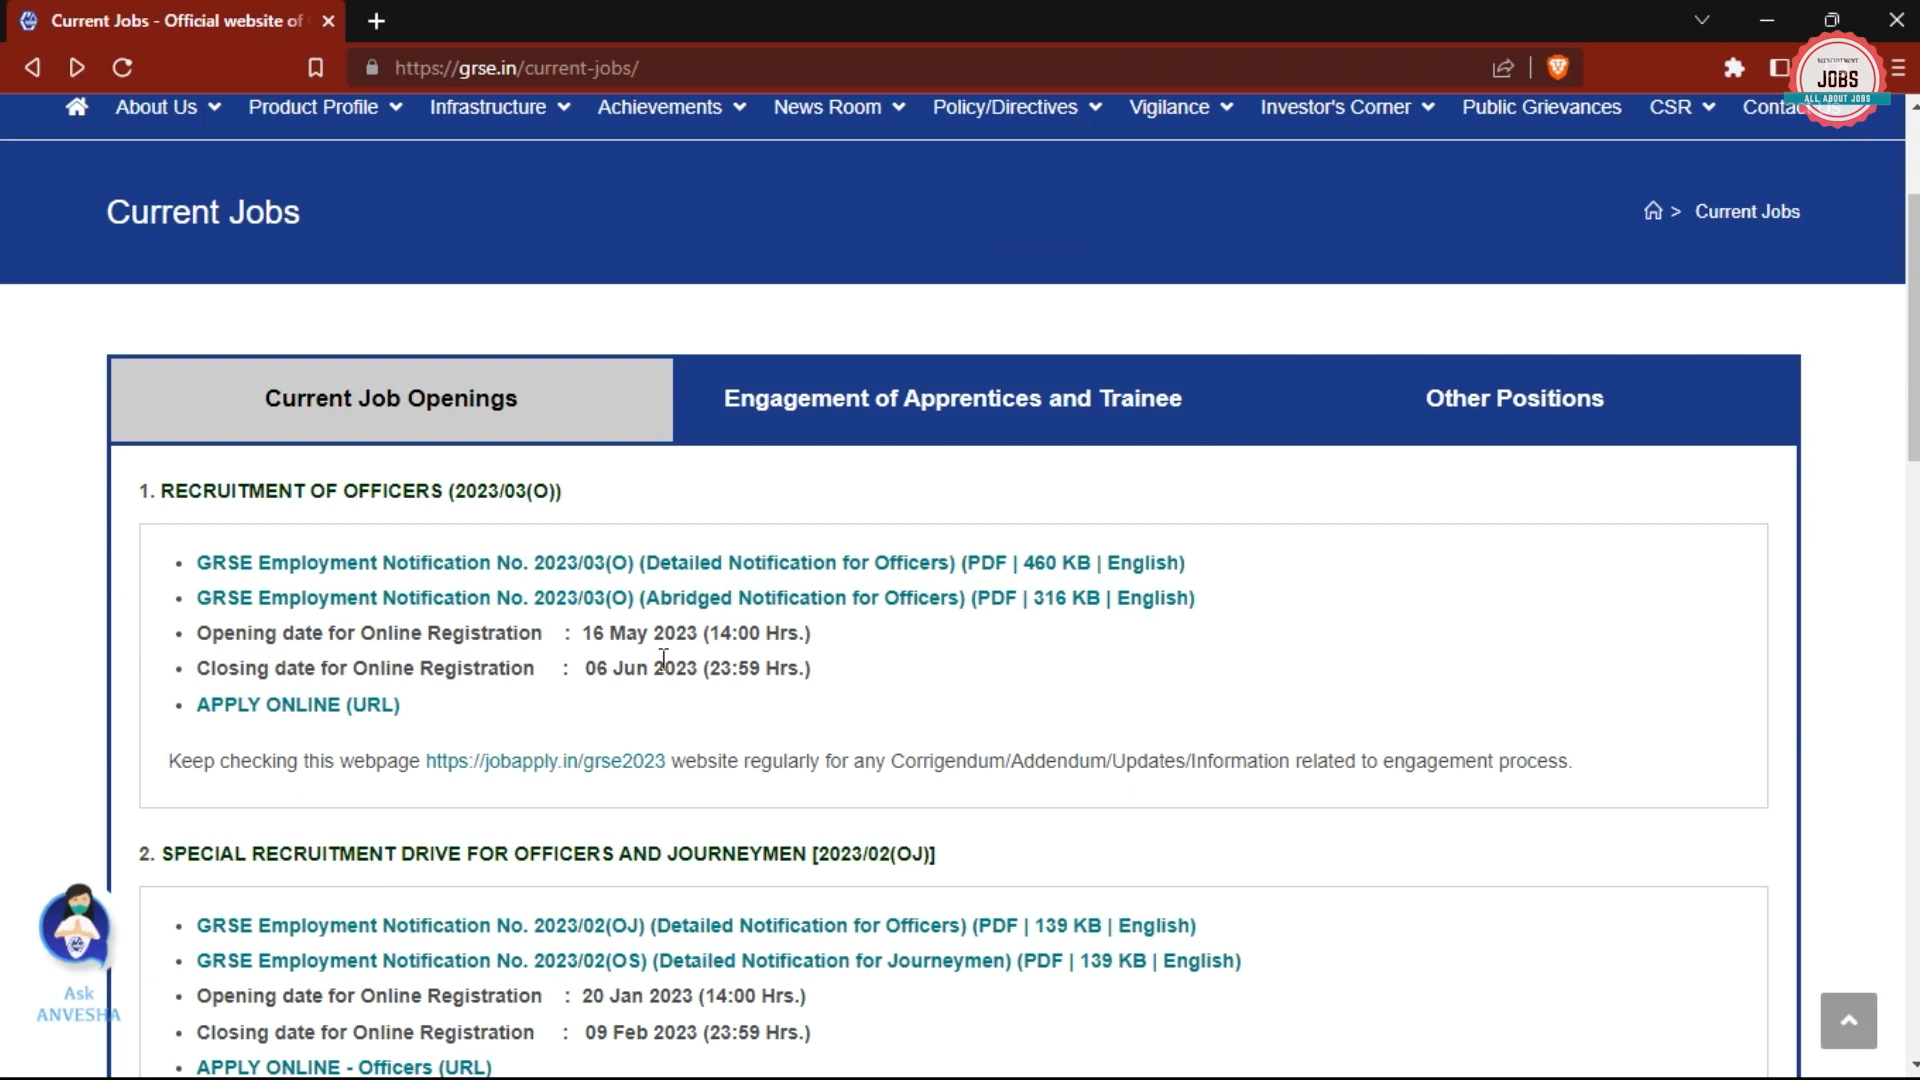 Current Jobs - Official website of
https://grse.in/current-jobs/
RECRUITMENT
JOBS
ALL ABOUT JOBS
About Us
Product Profile
Infrastructure
Achievements
News Room
Policy/Directives
Vigilance
Investor's Corner
Public Grievances
CSR
Current Jobs
> Current Jobs
Current Job Openings
Engagement of Apprentices and Trainee
Other Positions
1. RECRUITMENT OF OFFICERS (2023/03(O))
• GRSE Employment Notification No. 2023/03(O) (Detailed Notification for Officers) (PDF | 460 KB | English)
• GRSE Employment Notification No. 2023/03(O) (Abridged Notification for Officers) (PDF | 316 KB | English)
• Opening date for Online Registration : 16 May 2023 (14:00 Hrs.)
• Closing date for Online Registration : 06 Jun 2023 (23:59 Hrs.)
• APPLY ONLINE (URL)
Keep checking this webpage https://jobapply.in/grse2023 website regularly for any Corrigendum/Addendum/Updates/Information related to engagement process.
2. SPECIAL RECRUITMENT DRIVE FOR OFFICERS AND JOURNEYMEN [2023/02(OJ)]
• GRSE Employment Notification No. 2023/02(OJ) (Detailed Notification for Officers) (PDF | 139 KB | English)
• GRSE Employment Notification No. 2023/02(OS) (Detailed Notification for Journeymen) (PDF | 139 KB | English)
• Opening date for Online Registration : 20 Jan 2023 (14:00 Hrs.)
• Closing date for Online Registration : 09 Feb 2023 (23:59 Hrs.)
• APPLY ONLINE - Officers (URL)
Ask
ANVESHA